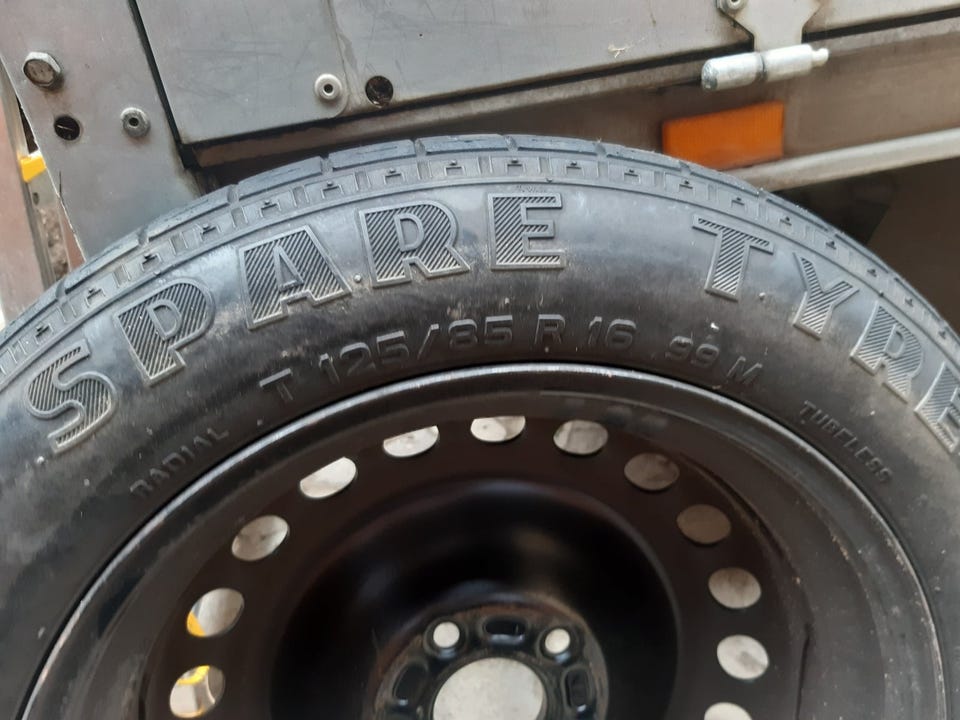 SPARE TYRE
T 125/85 R 16 99 M
RADIAL
TUBELESS